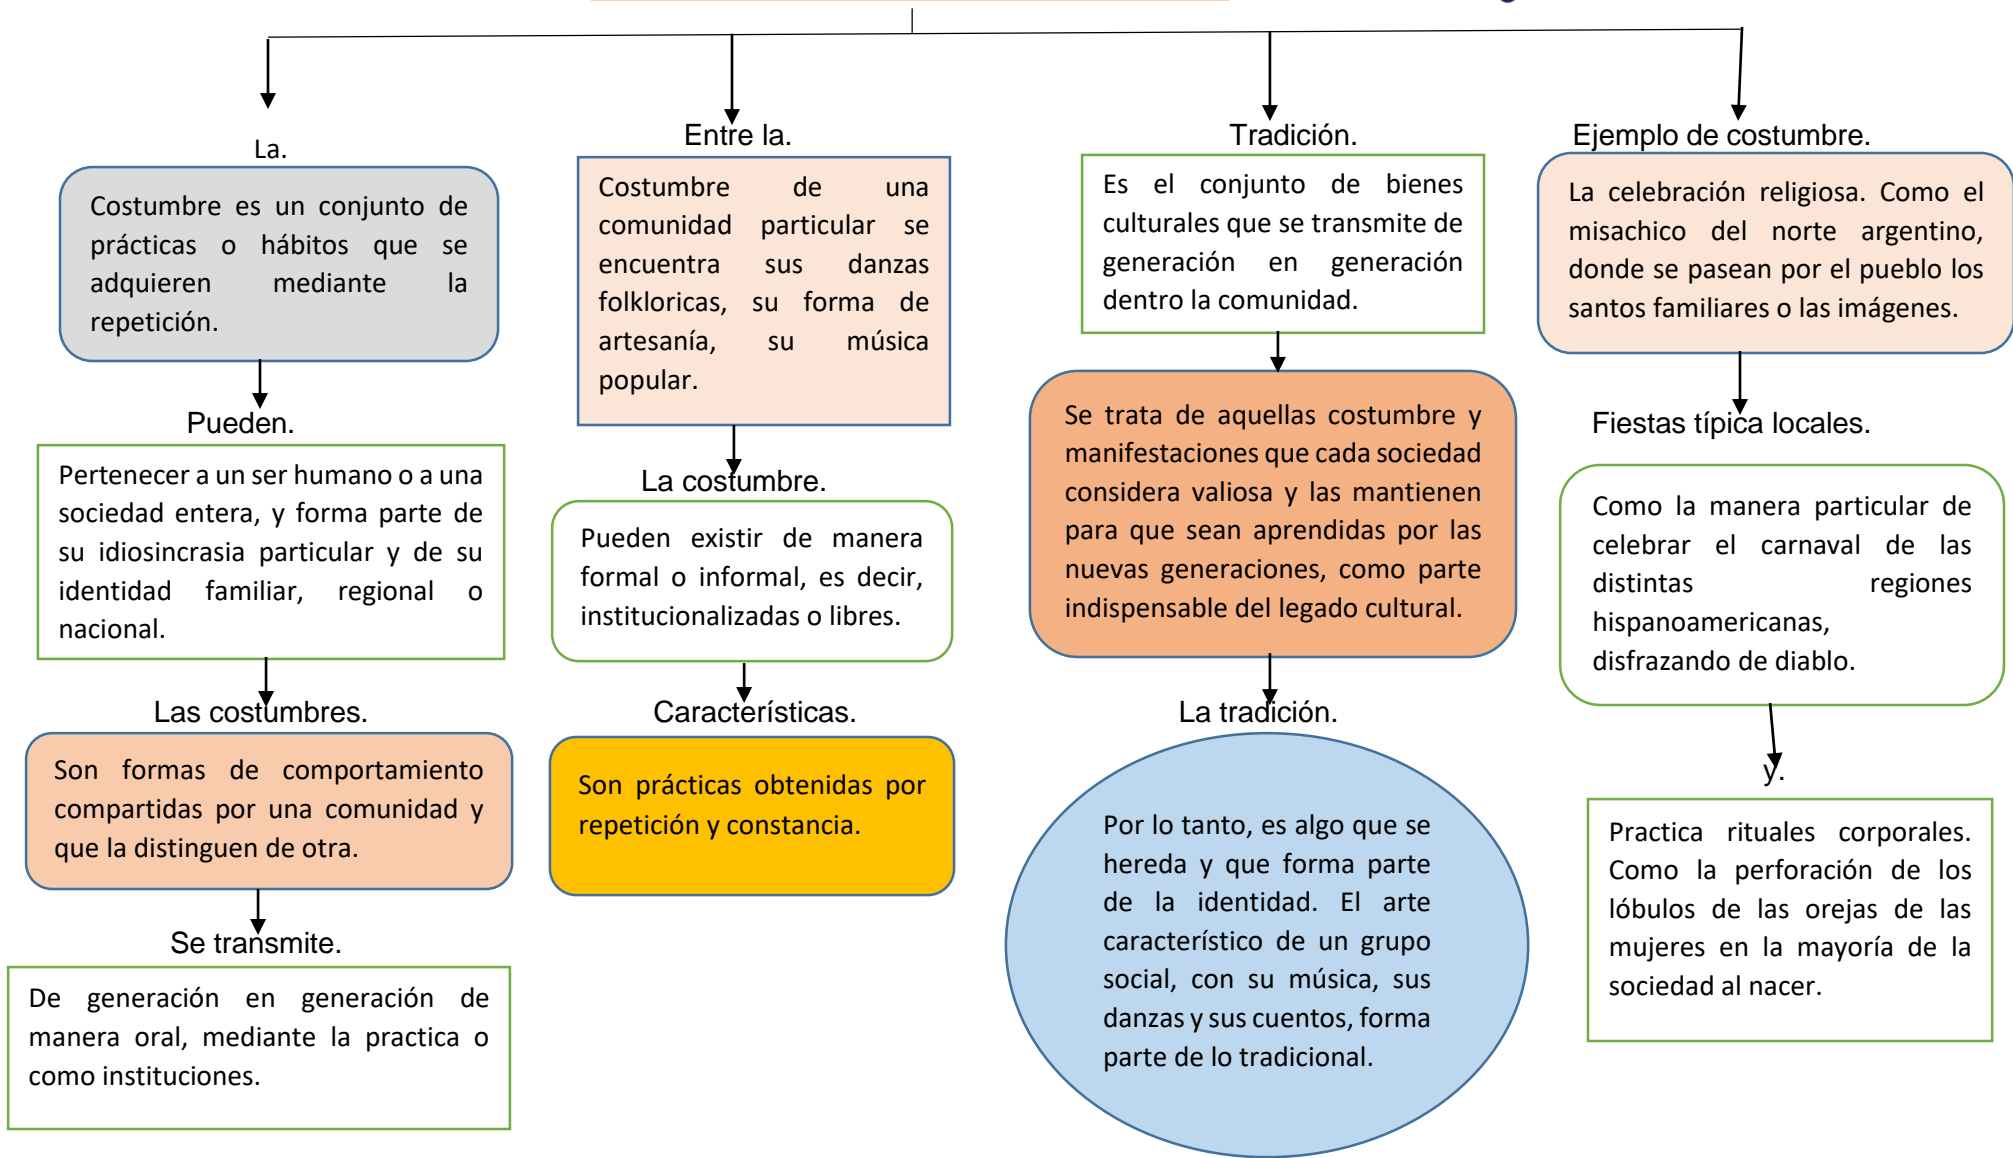 La.
Costumbre es un conjunto de
prácticas o hábitos que se
adquieren mediante la
repetición.
Pueden.
Pertenecer a un ser humano o a una
sociedad entera, y forma parte de
su idiosincrasia particular y de su
identidad familiar, regional o
nacional.
Las costumbres.
Son formas de comportamiento
compartidas por una comunidad y
que la distinguen de otra.
Se transmite.
De generación en generación de
manera oral, mediante la practica o
como instituciones.
Entre la.
Costumbre de una
comunidad particular se
encuentra sus danzas
folkloricas, su forma de
artesanía, su música
popular.
La costumbre.
Pueden existir de manera
formal o informal, es decir,
institucionalizadas o libres.
Características.
Son prácticas obtenidas por
repetición y constancia.
Tradición.
Es el conjunto de bienes
culturales que se transmite de
generación en generación
dentro la comunidad.
Se trata de aquellas costumbre y
manifestaciones que cada sociedad
considera valiosa y las mantienen
para que sean aprendidas por las
nuevas generaciones, como parte
indispensable del legado cultural.
La tradición.
Por lo tanto, es algo que se
hereda y que forma parte
de la identidad. El arte
característico de un grupo
social, con su música, sus
danzas y sus cuentos, forma
parte de lo tradicional.
Ejemplo de costumbre.
La celebración religiosa. Como el
misachico del norte argentino,
donde se pasean por el pueblo los
santos familiares o las imágenes.
Fiestas típica locales.
Como la manera particular de
celebrar el carnaval de las
distintas regiones
hispanoamericanas,
disfrazando de diablo.
y.
Practica rituales corporales.
Como la perforación de los
lóbulos de las orejas de las
mujeres en la mayoría de la
sociedad al nacer.